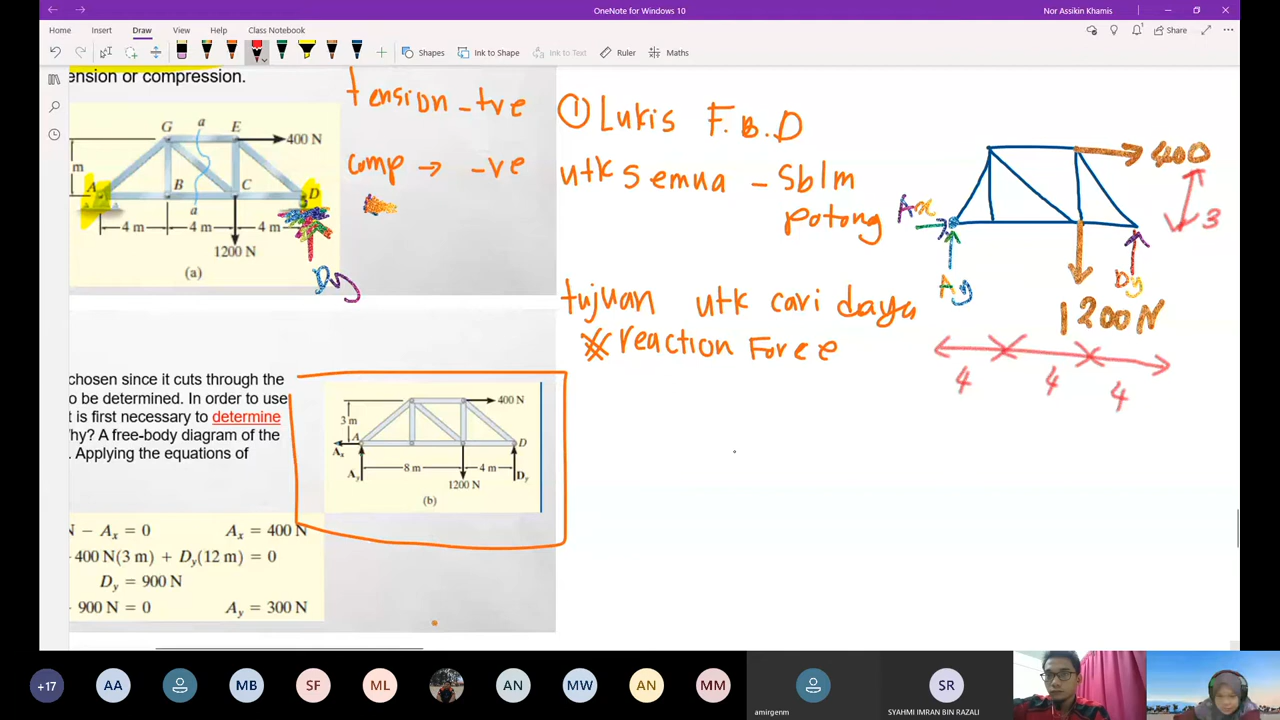 OneNote for Windows 10
Nor Assikin Khamis
Home
Insert
Draw
View
Help
Class Notebook
Shapes
Ink to Shape
Ink to Text
Ruler
Maths
Share
ension or compression.
G
a
E
400 N
m
A
B
C
D
a
4 m
4 m
4 m
1200 N
(a)
Dy
tension -tve
comp → -ve
① Lukis F.B.D
utk semua - Sblm
potong
tujuan utk cari daya
reaction Force
400
3
Ax
Ay
Dy
1200N
4
4
4
chosen since it cuts through the
o be determined. In order to use
t is first necessary to determine
hy? A free-body diagram of the
. Applying the equations of
400 N
3 m
A
D
Ax
Ay
8 m
4 m
Dy
1200 N
(b)
N − Ax = 0 Ax = 400 N
400 N(3 m) + Dy(12 m) = 0
Dy = 900 N
900 N = 0 Ay = 300 N
+17
AA
MB
SF
ML
AN
MW
AN
MM
amirgenm
SR
SYAHMI IMRAN BIN RAZALI